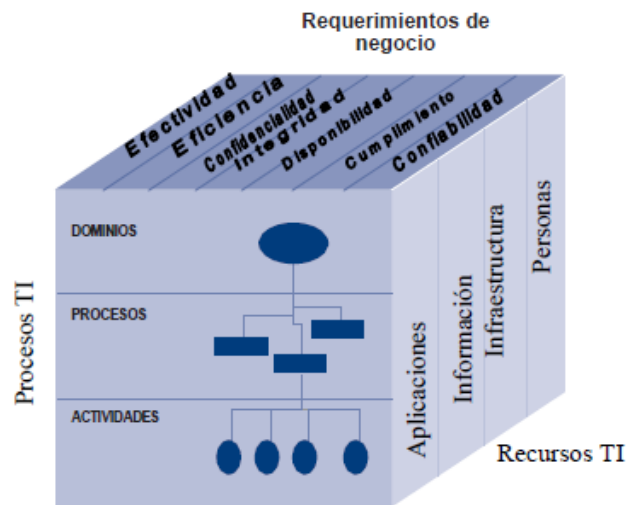 Requerimientos de
negocio
Efectividad
Eficiencia
Confidancialidad
Integridad
Disponibilidad
Cumplimiento
Confiabilidad
DOMINIOS
PROCESOS
ACTIVIDADES
Procesos TI
Aplicaciones
Información
Infraestructura
Personas
Recursos TI